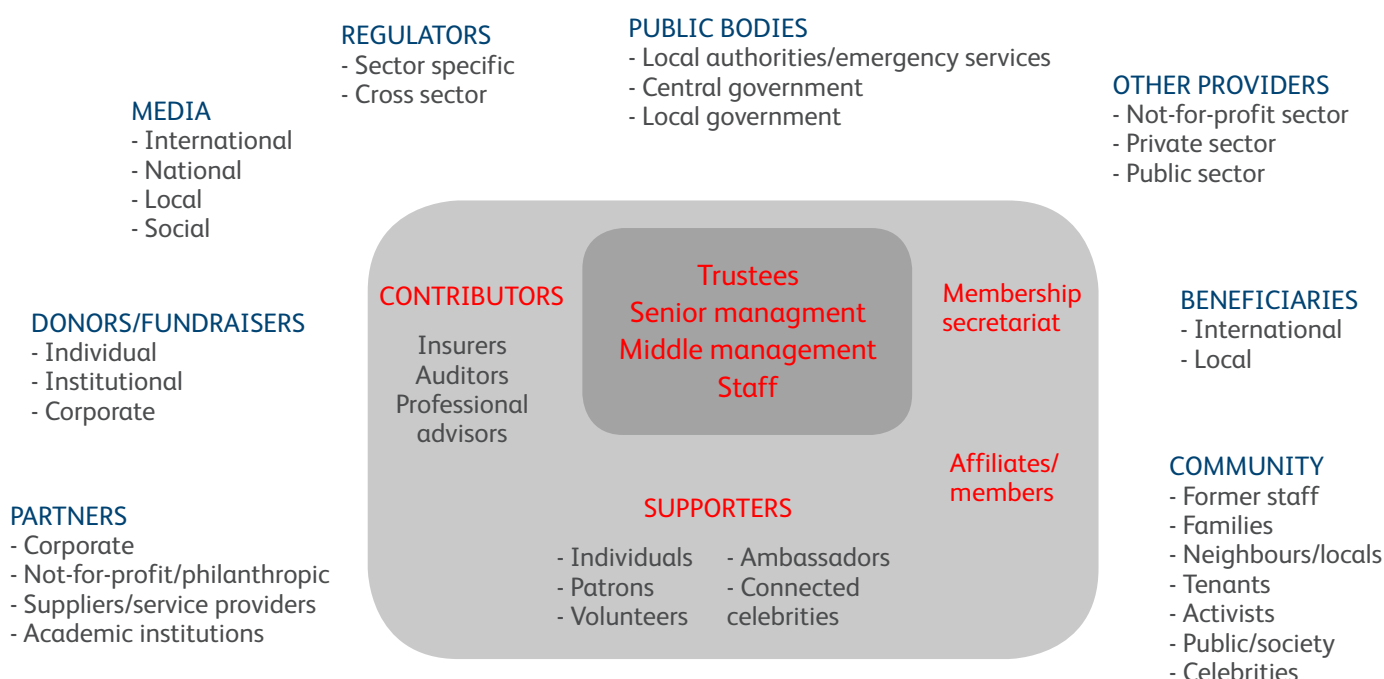 REGULATORS
- Sector specific
- Cross sector
PUBLIC BODIES
- Local authorities/emergency services
- Central government
- Local government
OTHER PROVIDERS
- Not-for-profit sector
- Private sector
- Public sector
MEDIA
- International
- National
- Local
- Social
DONORS/FUNDRAISERS
- Individual
- Institutional
- Corporate
PARTNERS
- Corporate
- Not-for-profit/philanthropic
- Suppliers/service providers
- Academic institutions
CONTRIBUTORS
Insurers
Auditors
Professional
advisors
Trustees
Senior managment
Middle management
Staff
Membership
secretariat
Affiliates/
members
SUPPORTERS
- Individuals
- Patrons
- Volunteers
- Ambassadors
- Connected
celebrities
BENEFICIARIES
- International
- Local
COMMUNITY
- Former staff
- Families
- Neighbours/locals
- Tenants
- Activists
- Public/society
- Celebrities